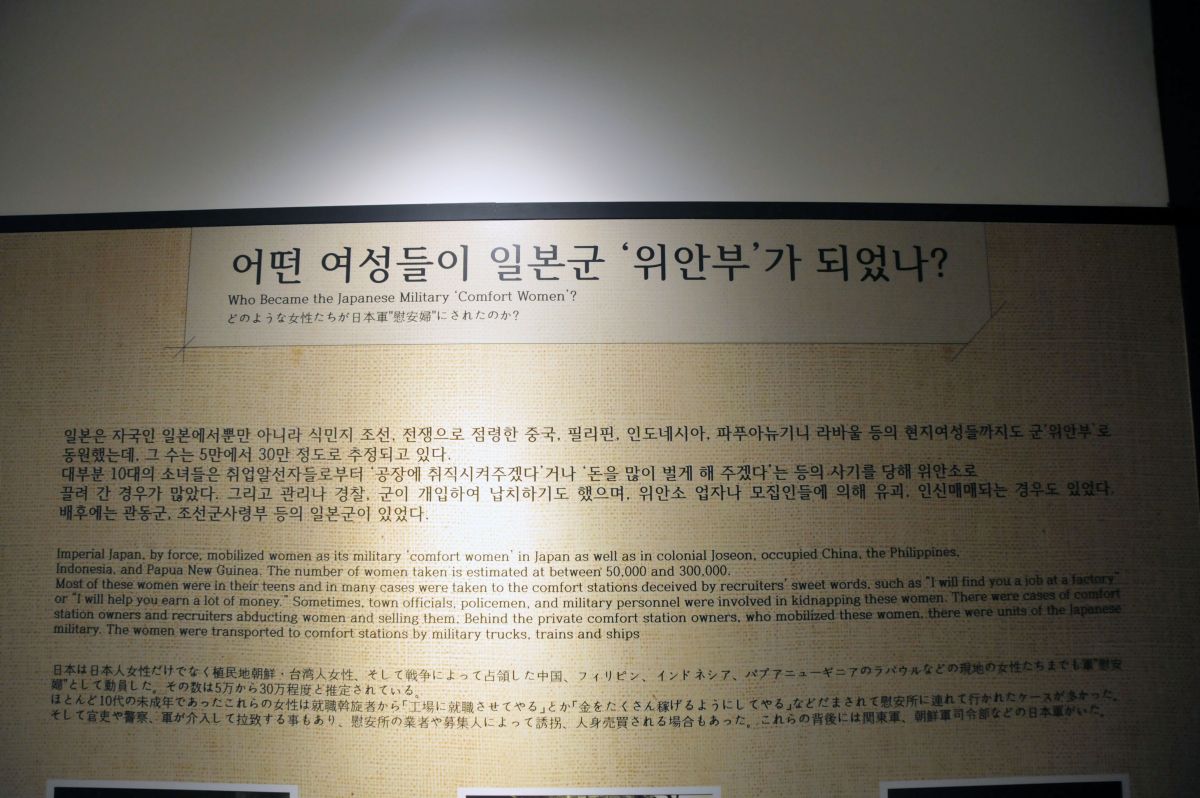 어떤 여성들이 일본군 ‘위안부’가 되었나?
Who Became the Japanese Military ‘Comfort Women’?
どのような女性たちが日本軍"慰安婦"にされたのか?
일본은 자국인 일본에서뿐만 아니라 식민지 조선, 전쟁으로 점령한 중국, 필리핀, 인도네시아, 파푸아뉴기니 라바울 등의 현지여성들까지도 군‘위안부’로
동원했는데, 그 수는 5만에서 30만 정도로 추정되고 있다.
대부분 10대의 소녀들은 취업알선자들로부터 ‘공장에 취직시켜주겠다’거나 ‘돈을 많이 벌게 해 주겠다’는 등의 사기를 당해 위안소로
끌려 간 경우가 많았다. 그리고 관리나 경찰, 군이 개입하여 납치하기도 했으며, 위안소 업자나 모집인들에 의해 유괴, 인신매매되는 경우도 있었다.
배후에는 관동군, 조선군사령부 등의 일본군이 있었다.
Imperial Japan, by force, mobilized women as its military ‘comfort women’ in Japan as well as in colonial Joseon, occupied China, the Philippines,
Indonesia, and Papua New Guinea. The number of women taken is estimated at between 50,000 and 300,000.
Most of these women were in their teens and in many cases were taken to the comfort stations deceived by recruiters’ sweet words, such as “I will find you a job at a factory”
or “I will help you earn a lot of money.” Sometimes, town officials, policemen, and military personnel were involved in kidnapping these women. There were cases of comfort
station owners and recruiters abducting women and selling them. Behind the private comfort station owners, who mobilized these women, there were units of the Japanese
military. The women were transported to comfort stations by military trucks, trains and ships
日本は日本人女性だけでなく植民地朝鮮・台湾人女性、そして戦争によって占領した中国、フィリピン、インドネシア、パプアニューギニアのラバウルなどの現地の女性たちまでも軍"慰安
婦"として動員した。その数は5万から30万程度と推定されている。
ほとんど10代の未成年であったこれらの女性は就職斡旋者から「工場に就職させてやる」とか「金をたくさん稼げるようにしてやる」などだまされて慰安所に連れて行かれたケースが多かった。
そして官吏や警察、軍が介入して拉致する事もあり、慰安所の業者や募集人によって誘拐、人身売買される場合もあった。これらの背後には関東軍、朝鮮軍司令部などの日本軍がいた。